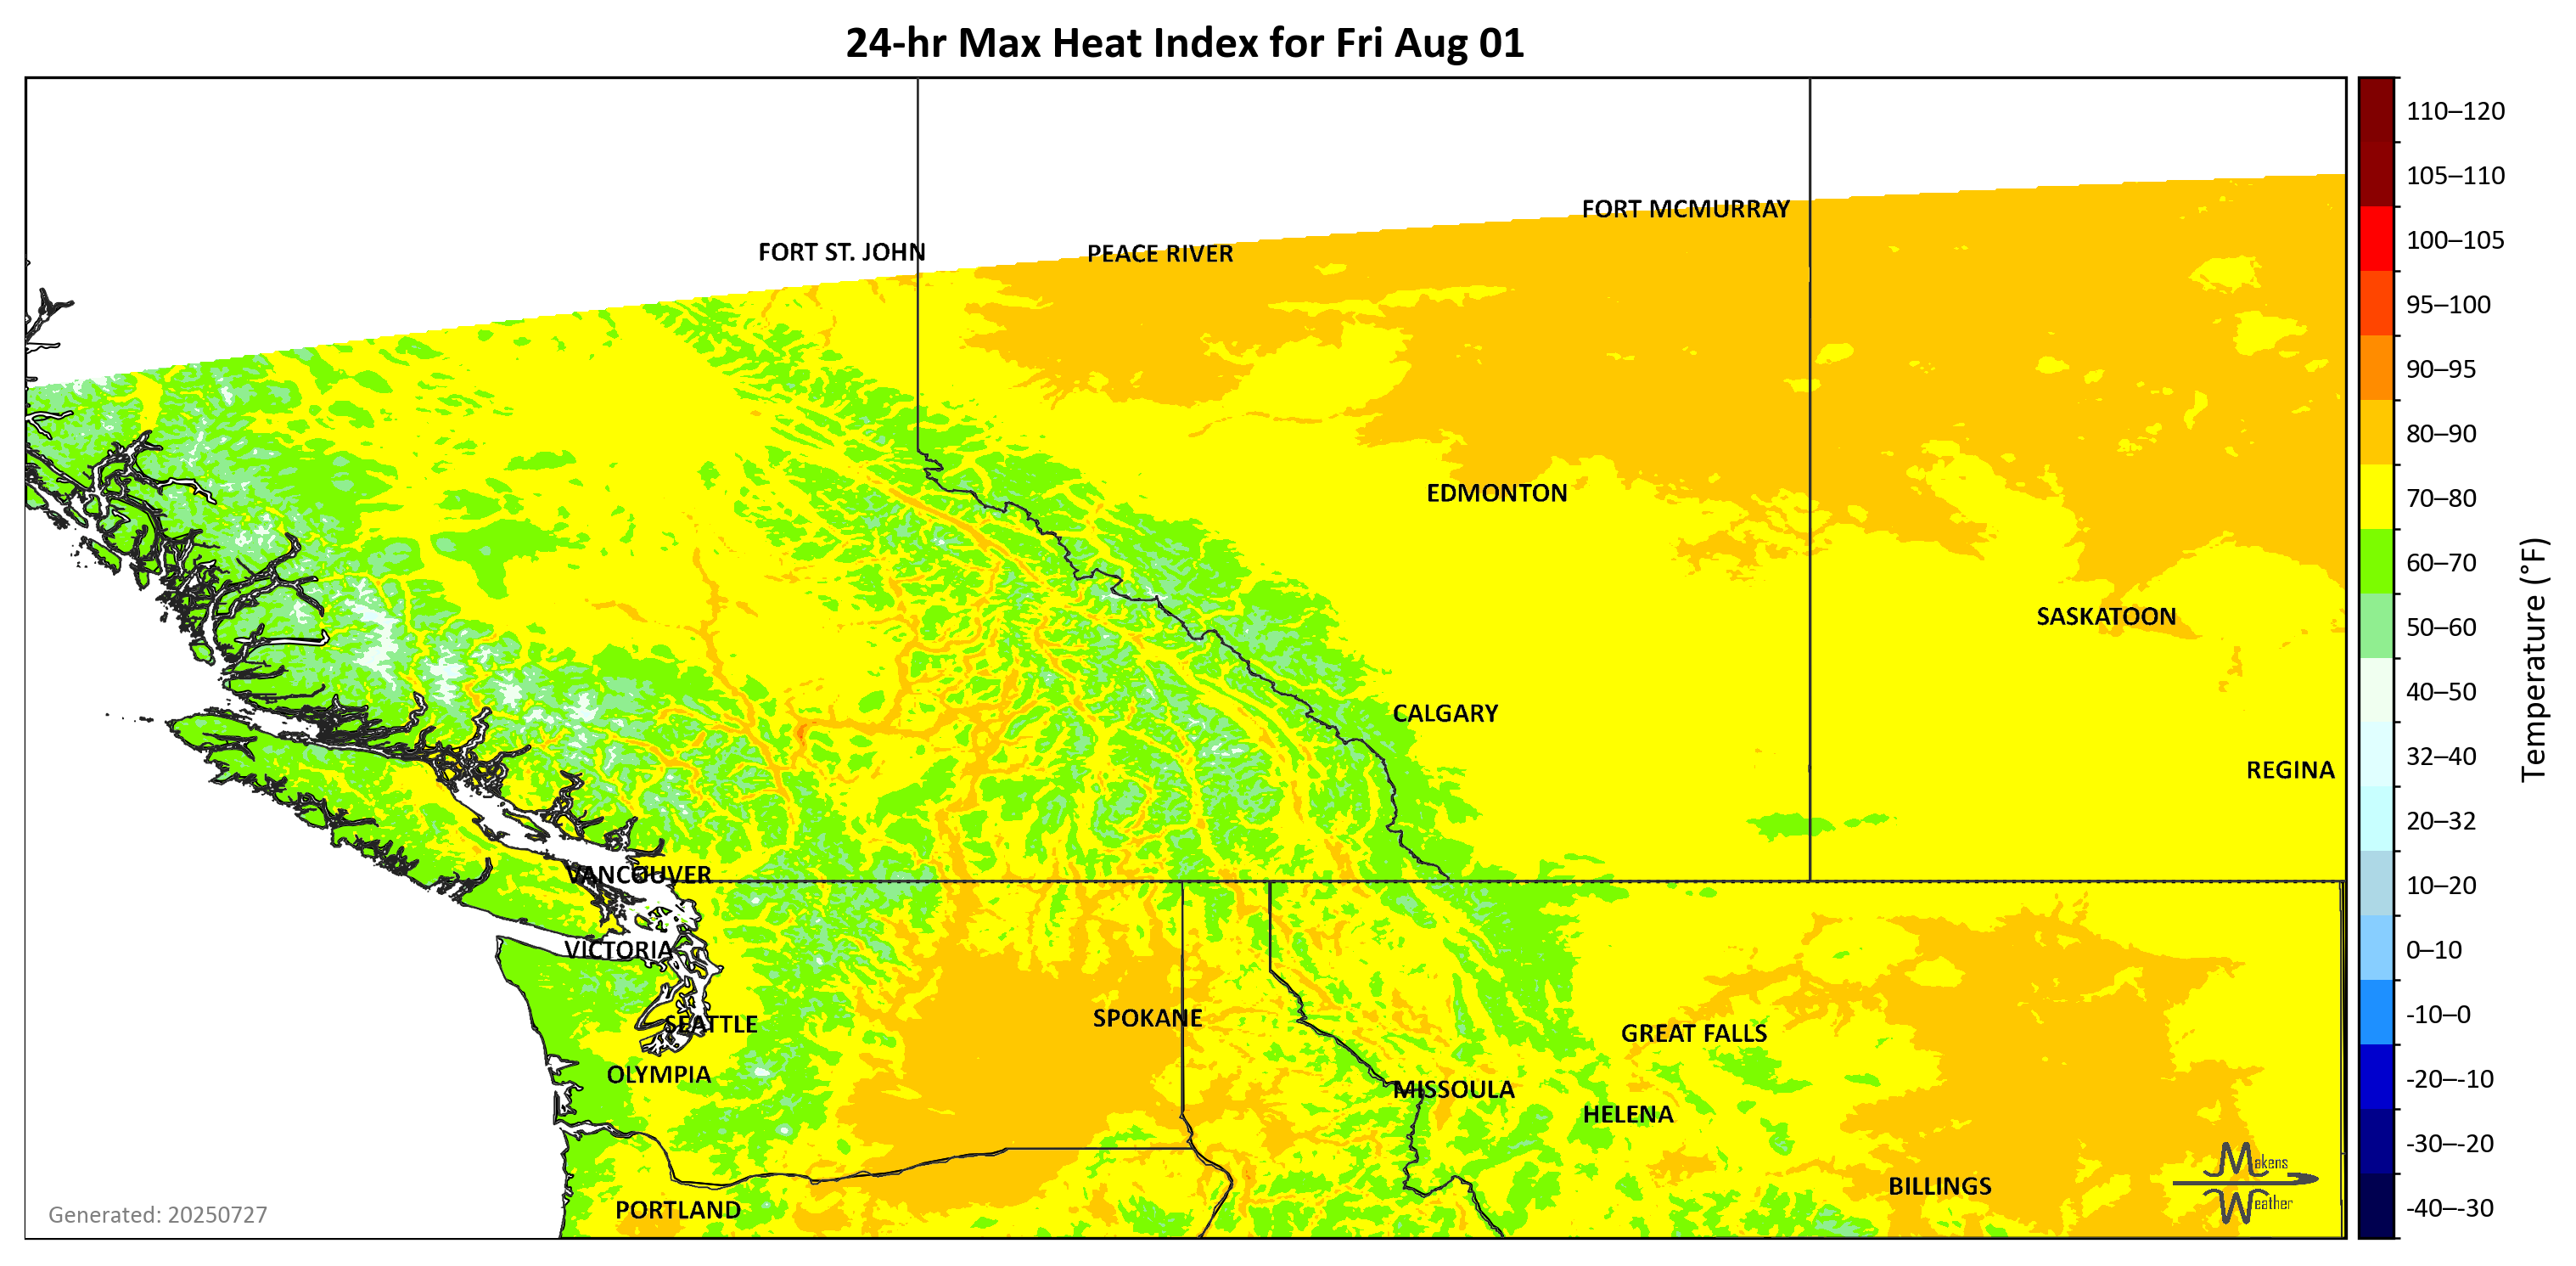 24-hr Max Heat Index for Fri Aug 01
110–120
105–110
100–105
95–100
90–95
80–90
70–80
60–70
50–60
40–50
32–40
20–32
10–20
0–10
-10–0
-20–-10
-30–-20
-40–-30
Temperature (°F)
FORT MCMURRAY
FORT ST. JOHN
PEACE RIVER
EDMONTON
SASKATOON
CALGARY
REGINA
VANCOUVER
VICTORIA
SEATTLE
SPOKANE
GREAT FALLS
OLYMPIA
MISSOULA
HELENA
BILLINGS
PORTLAND
Makens
Weather
Generated: 20250727